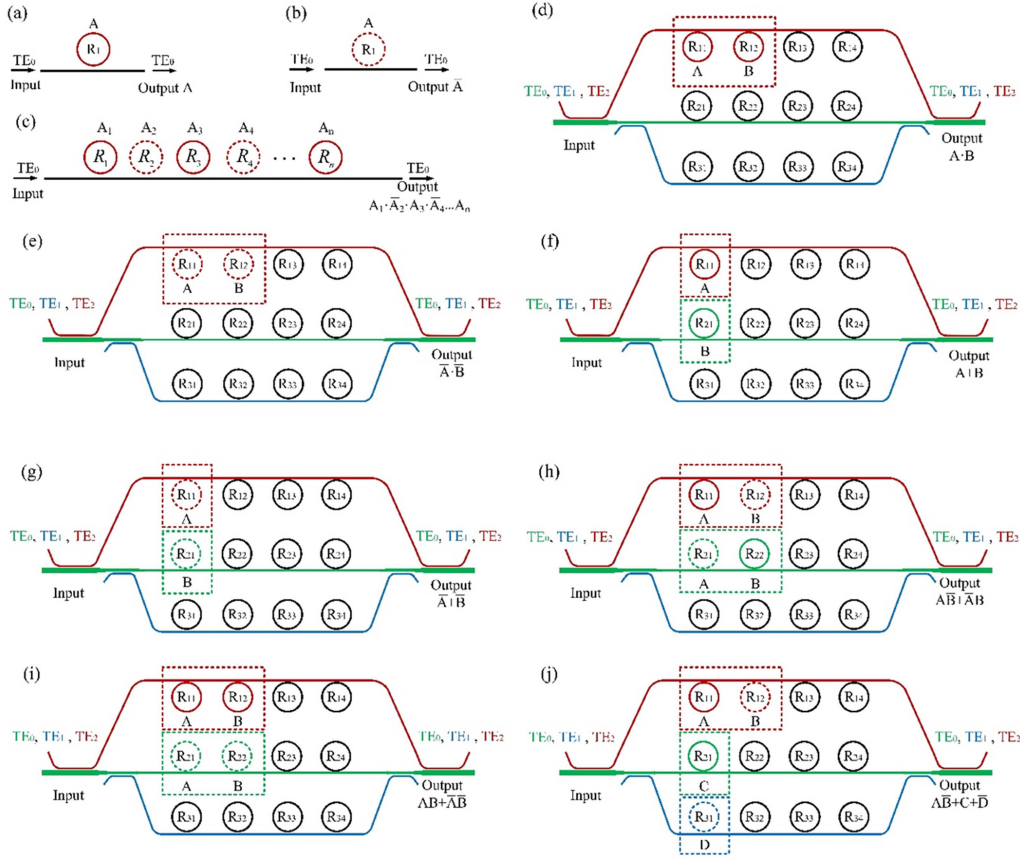 (a)
A
R1
TE0
Input
TE0
Output A
(b)
A
R1
TE0
Input
TE0
Output A̅
(c)
A1 A2 A3 A4 An
R1 R2 R3 R4 ··· Rn
TE0
Input
TE0
Output
A1·A̅2·A3·A̅4...An
(d)
R11 R12 R13 R14
A B
TE0, TE1, TE2
TE0, TE1, TE2
R21 R22 R23 R24
Input
Output
A·B
R31 R32 R33 R34
(e)
R11 R12 R13 R14
A B
TE0, TE1 , TE2
TE0, TE1 , TE2
R21 R22 R23 R24
Input
Output
A̅·B̅
R31 R32 R33 R34
(f)
R11 R12 R13 R14
A
TE0, TE1 , TE2
TE0, TE1 , TE2
R21 R22 R23 R24
B
Input
Output
A+B
R31 R32 R33 R34
(g)
R11 R12 R13 R14
A
TE0, TE1 , TE2
TE0, TE1 , TE2
R21 R22 R23 R24
B
Input
Output
A̅+B̅
R31 R32 R33 R34
(h)
R11 R12 R13 R14
A B
TE0, TE1 , TE2
TE0, TE1 , TE2
R21 R22 R23 R24
A B
Input
Output
AB̅+A̅B
R31 R32 R33 R34
(i)
R11 R12 R13 R14
A B
TE0, TE1 , TE2
TE0, TE1 , TE2
R21 R22 R23 R24
A B
Input
Output
AB+A̅B̅
R31 R32 R33 R34
(j)
R11 R12 R13 R14
A B
TE0, TE1 , TE2
TE0, TE1 , TE2
R21 R22 R23 R24
C
Input
Output
AB̅+C+D̅
R31 R32 R33 R34
D